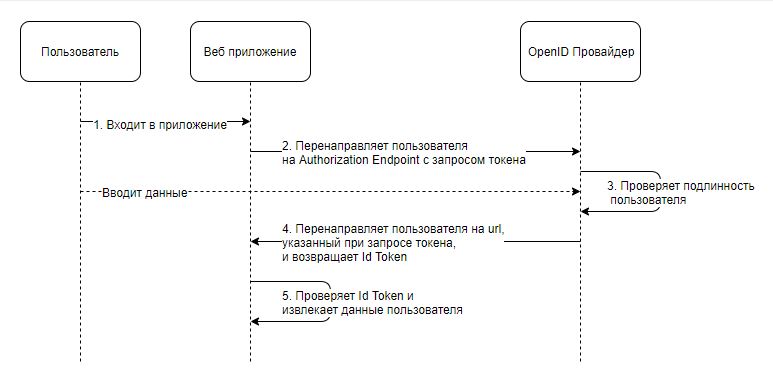 Пользователь
Веб приложение
OpenID Провайдер
1. Входит в приложение
2. Перенаправляет пользователя
на Authorization Endpoint с запросом токена
3. Проверяет подлинность
пользователя
Вводит данные
4. Перенаправляет пользователя на url,
указанный при запросе токена,
и возвращает Id Token
5. Проверяет Id Token и
извлекает данные пользователя